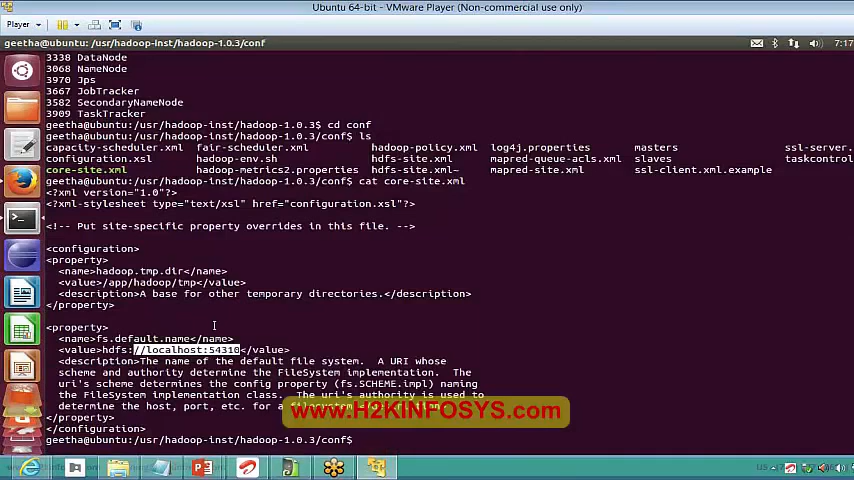 Ubuntu 64-bit - VMware Player (Non-commercial use only)
Player
geetha@ubuntu: /usr/hadoop-inst/hadoop-1.0.3/conf
7:17
3338 DataNode
3068 NameNode
3970 Jps
3667 JobTracker
3582 SecondaryNameNode
3909 TaskTracker
geetha@ubuntu:/usr/hadoop-inst/hadoop-1.0.3$ cd conf
geetha@ubuntu:/usr/hadoop-inst/hadoop-1.0.3/conf$ ls
capacity-scheduler.xml fair-scheduler.xml hadoop-policy.xml log4j.properties masters ssl-server.
configuration.xsl hadoop-env.sh hdfs-site.xml mapred-queue-acls.xml slaves taskcontrol
core-site.xml hadoop-metrics2.properties hdfs-site.xml~ mapred-site.xml ssl-client.xml.example
geetha@ubuntu:/usr/hadoop-inst/hadoop-1.0.3/conf$ cat core-site.xml
<?xml version="1.0"?>
<?xml-stylesheet type="text/xsl" href="configuration.xsl"?>
<!-- Put site-specific property overrides in this file. -->
<configuration>
<property>
<name>hadoop.tmp.dir</name>
<value>/app/hadoop/tmp</value>
<description>A base for other temporary directories.</description>
</property>
<property>
<name>fs.default.name</name>
<value>hdfs://localhost:54310</value>
<description>The name of the default file system. A URI whose
scheme and authority determine the FileSystem implementation. The
uri's scheme determines the config property (fs.SCHEME.impl) naming
the FileSystem implementation class. The uri's authority is used to
determine the host, port, etc. for a
www.H2KINFOSYS.com
</property>
</configuration>
geetha@ubuntu:/usr/hadoop-inst/hadoop-1.0.3/conf$
US